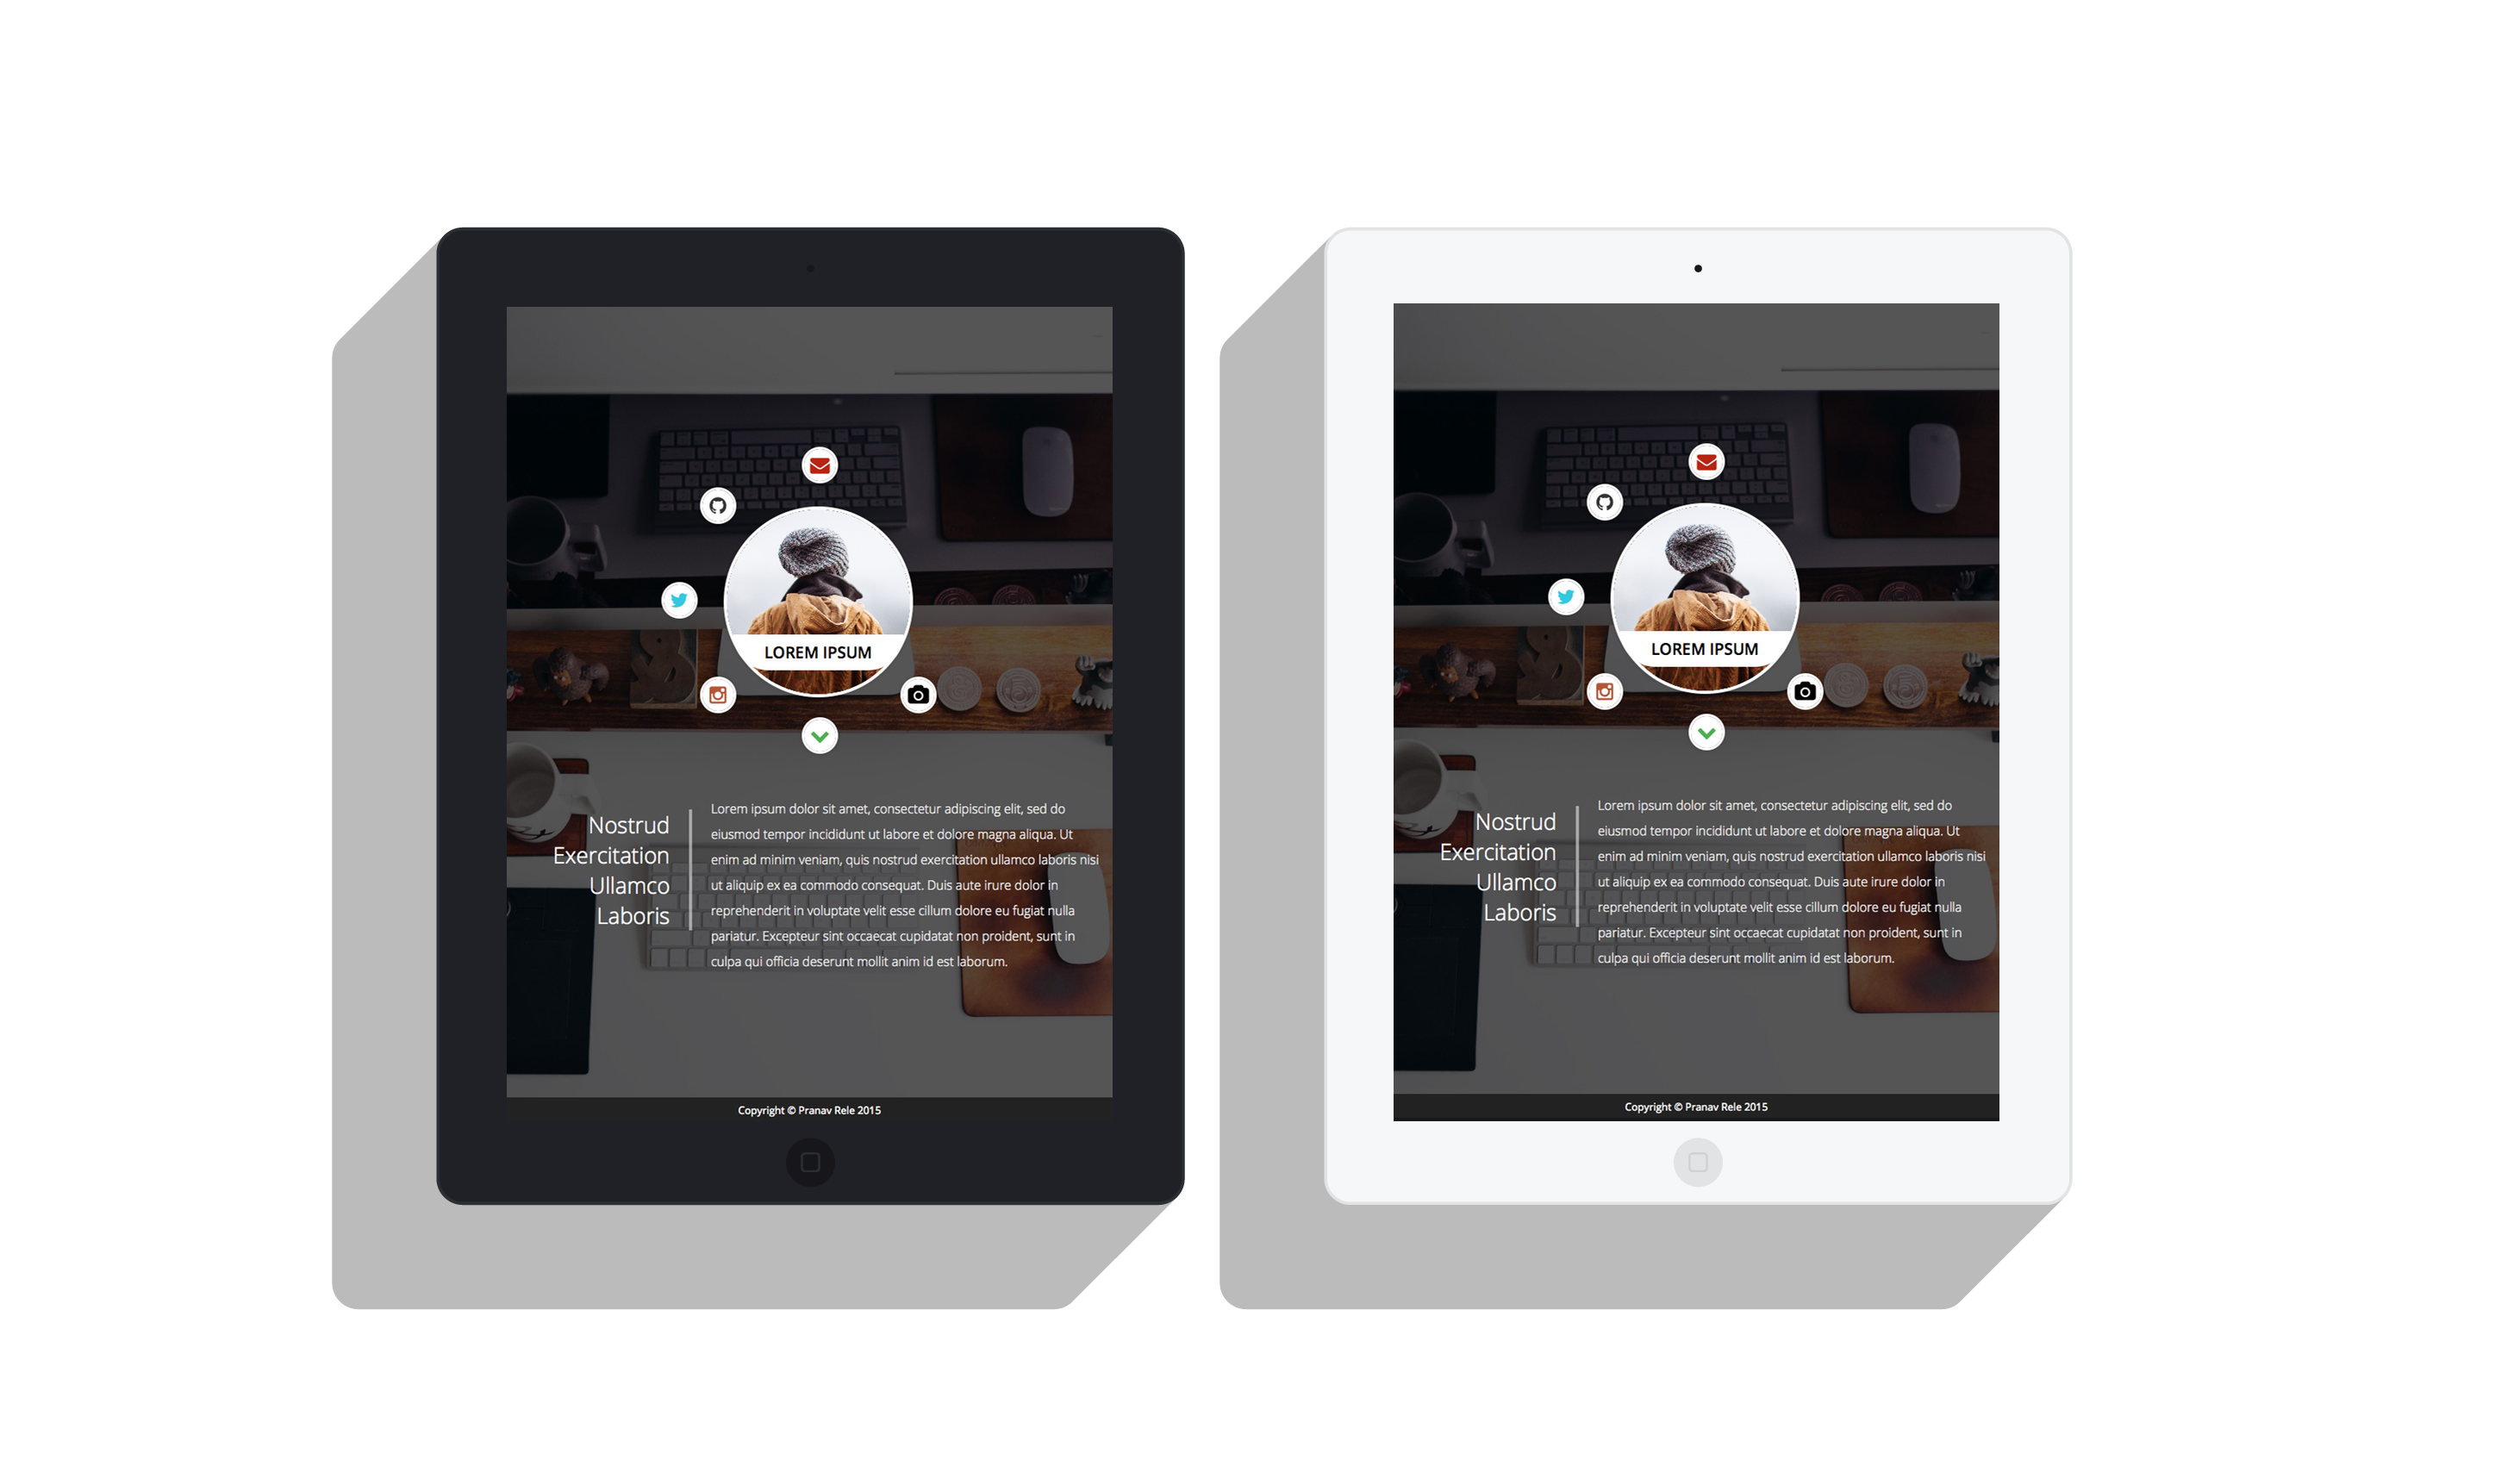 LOREM IPSUM
Nostrud
Exercitation
Ullamco
Laboris
Lorem ipsum dolor sit amet, consectetur adipiscing elit, sed do
eiusmod tempor incididunt ut labore et dolore magna aliqua. Ut
enim ad minim veniam, quis nostrud exercitation ullamco laboris nisi
ut aliquip ex ea commodo consequat. Duis aute irure dolor in
reprehenderit in voluptate velit esse cillum dolore eu fugiat nulla
pariatur. Excepteur sint occaecat cupidatat non proident, sunt in
culpa qui officia deserunt mollit anim id est laborum.
Copyright © Pranav Rele 2015
LOREM IPSUM
Nostrud
Exercitation
Ullamco
Laboris
Lorem ipsum dolor sit amet, consectetur adipiscing elit, sed do
eiusmod tempor incididunt ut labore et dolore magna aliqua. Ut
enim ad minim veniam, quis nostrud exercitation ullamco laboris nisi
ut aliquip ex ea commodo consequat. Duis aute irure dolor in
reprehenderit in voluptate velit esse cillum dolore eu fugiat nulla
pariatur. Excepteur sint occaecat cupidatat non proident, sunt in
culpa qui officia deserunt mollit anim id est laborum.
Copyright © Pranav Rele 2015